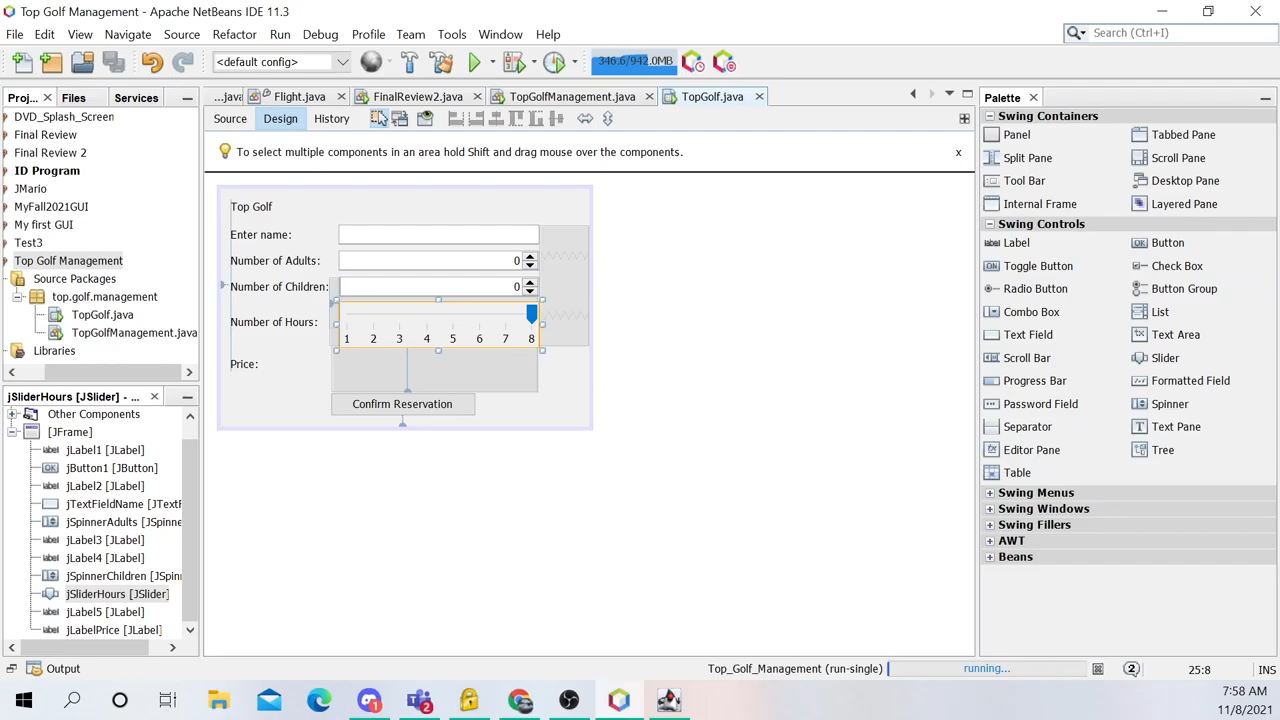 Top Golf Management - Apache NetBeans IDE 11.3
File Edit View Navigate Source Refactor Run Debug Profile Team Tools Window Help
Search (Ctrl+I)
<default config> 346.6/942.0MB
Proj... Files Services
...java Flight.java FinalReview2.java TopGolfManagement.java TopGolf.java
Palette
Source Design History
To select multiple components in an area hold Shift and drag mouse over the components. x
DVD_Splash_Screen
Final Review
Final Review 2
ID Program
JMario
MyFall2021GUI
My first GUI
Test3
Top Golf Management
Source Packages
top.golf.management
TopGolf.java
TopGolfManagement.java
Libraries
jSliderHours [JSlider] - ...
Other Components
[JFrame]
jLabel1 [JLabel]
jButton1 [JButton]
jLabel2 [JLabel]
jTextFieldName [JTextF
jSpinnerAdults [JSpinne
jLabel3 [JLabel]
jLabel4 [JLabel]
jSpinnerChildren [JSpin
jSliderHours [JSlider]
jLabel5 [JLabel]
jLabelPrice [JLabel]
Top Golf
Enter name:
Number of Adults: 0
Number of Children: 0
Number of Hours:
1 2 3 4 5 6 7 8
Price:
Confirm Reservation
Swing Containers
Panel Tabbed Pane
Split Pane Scroll Pane
Tool Bar Desktop Pane
Internal Frame Layered Pane
Swing Controls
Label Button
Toggle Button Check Box
Radio Button Button Group
Combo Box List
Text Field Text Area
Scroll Bar Slider
Progress Bar Formatted Field
Password Field Spinner
Separator Text Pane
Editor Pane Tree
Table
Swing Menus
Swing Windows
Swing Fillers
AWT
Beans
Output
Top_Golf_Management (run-single) running... 2 25:8 INS
1 2
7:58 AM
11/8/2021